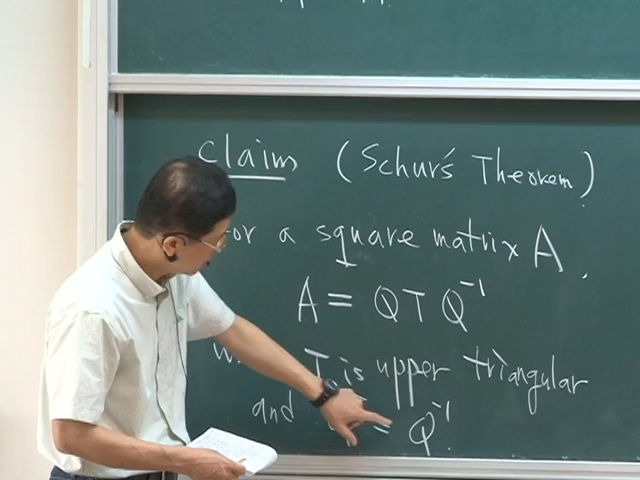 Claim (Schur's Theorem)
or a square matrix A,
A = QTQ⁻¹
T is upper triangular
and = Q⁻¹.